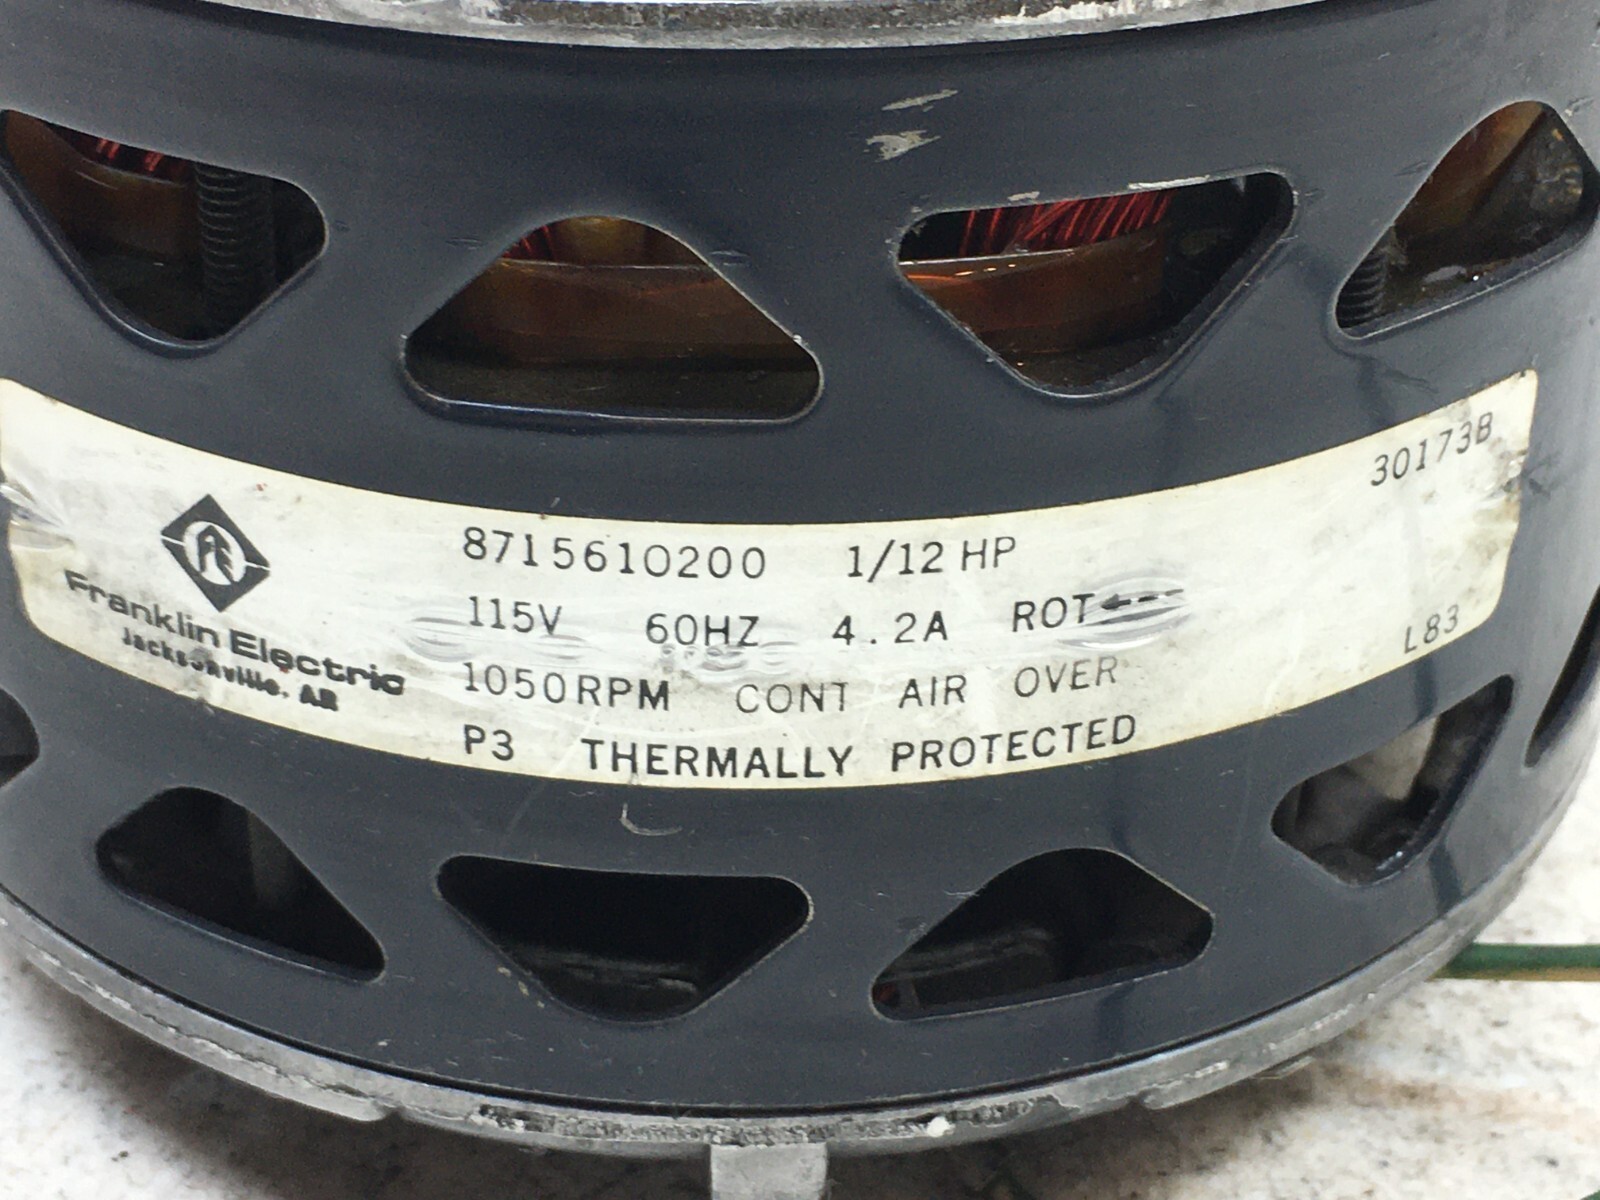 30173B
FE
Franklin Electric
Jacksonville, AR
8715610200 1/12 HP
115V 60HZ 4.2A ROT
1050RPM CONT AIR OVER
P3 THERMALLY PROTECTED
L83